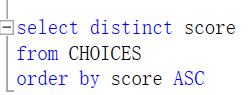 select distinct score
from CHOICES
order by score ASC